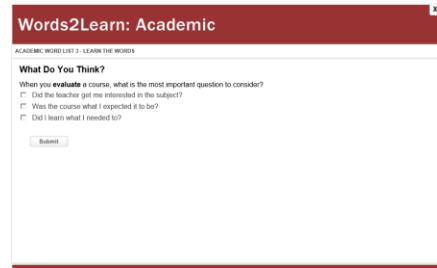 x
Words2Learn: Academic
ACADEMIC WORD LIST 3 - LEARN THE WORDS
What Do You Think?
When you evaluate a course, what is the most important question to consider?
Did the teacher get me interested in the subject?
Was the course what I expected it to be?
Did I learn what I needed to?
Submit